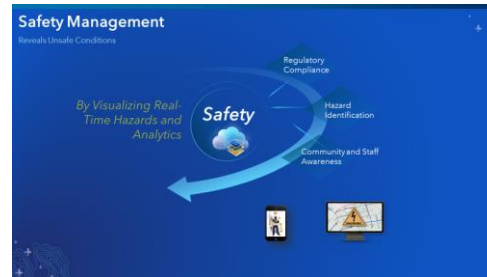 Safety Management
Reveals Unsafe Conditions
Regulatory
Compliance
By Visualizing Real-
Time Hazards and
Analytics
Safety
Hazard
Identification
Community and Staff
Awareness